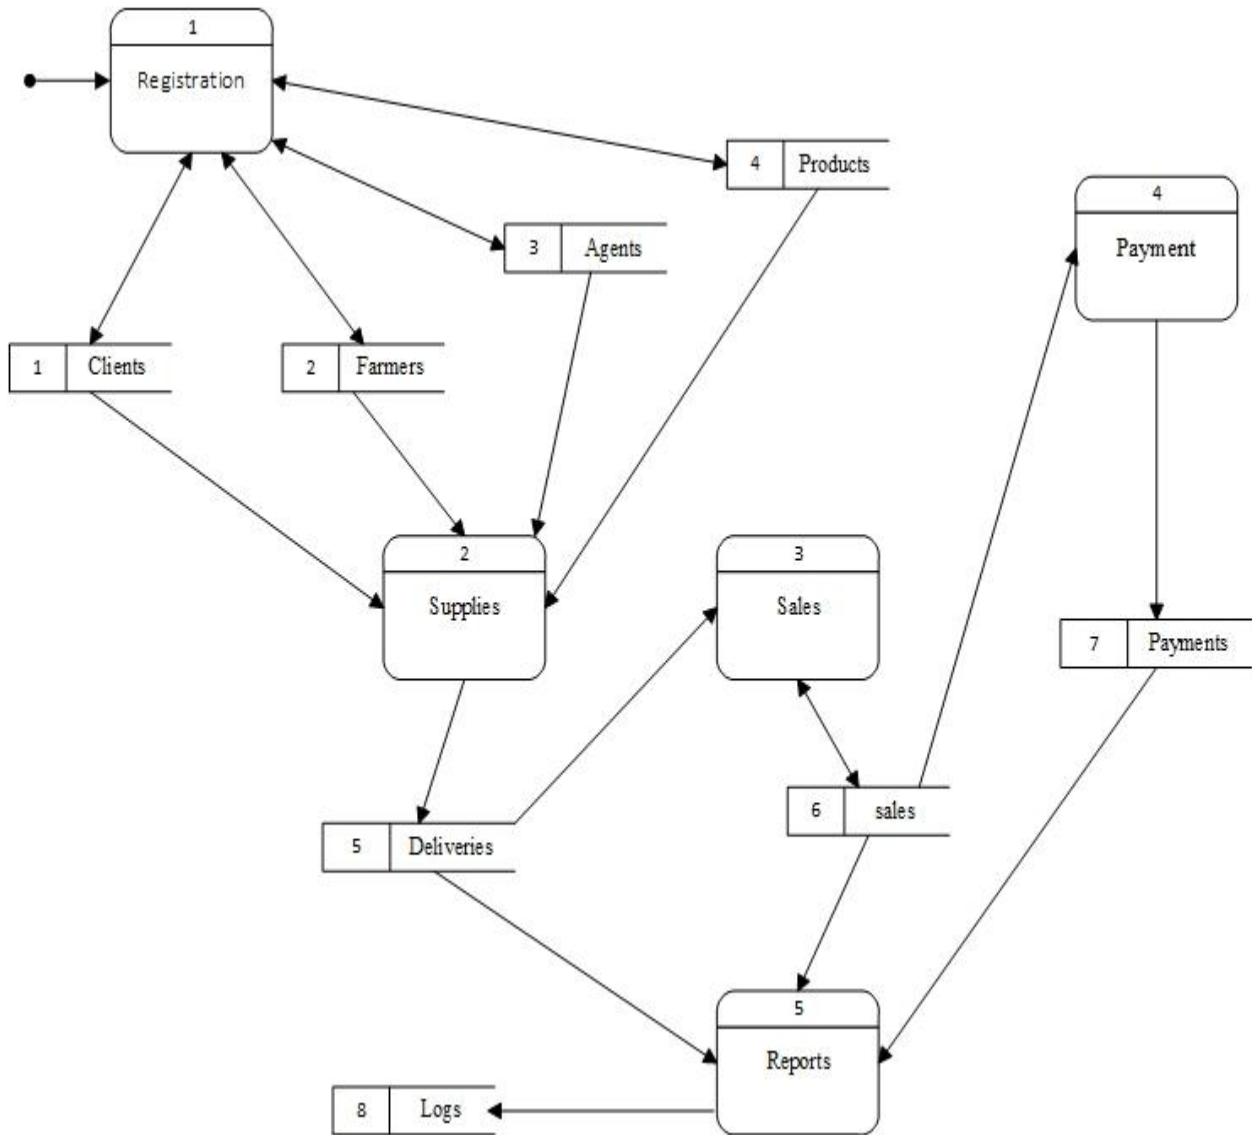 1
Registration
4 Products
4
Payment
3 Agents
1 Clients
2 Farmers
2
Supplies
3
Sales
7 Payments
6 sales
5 Deliveries
5
Reports
8 Logs